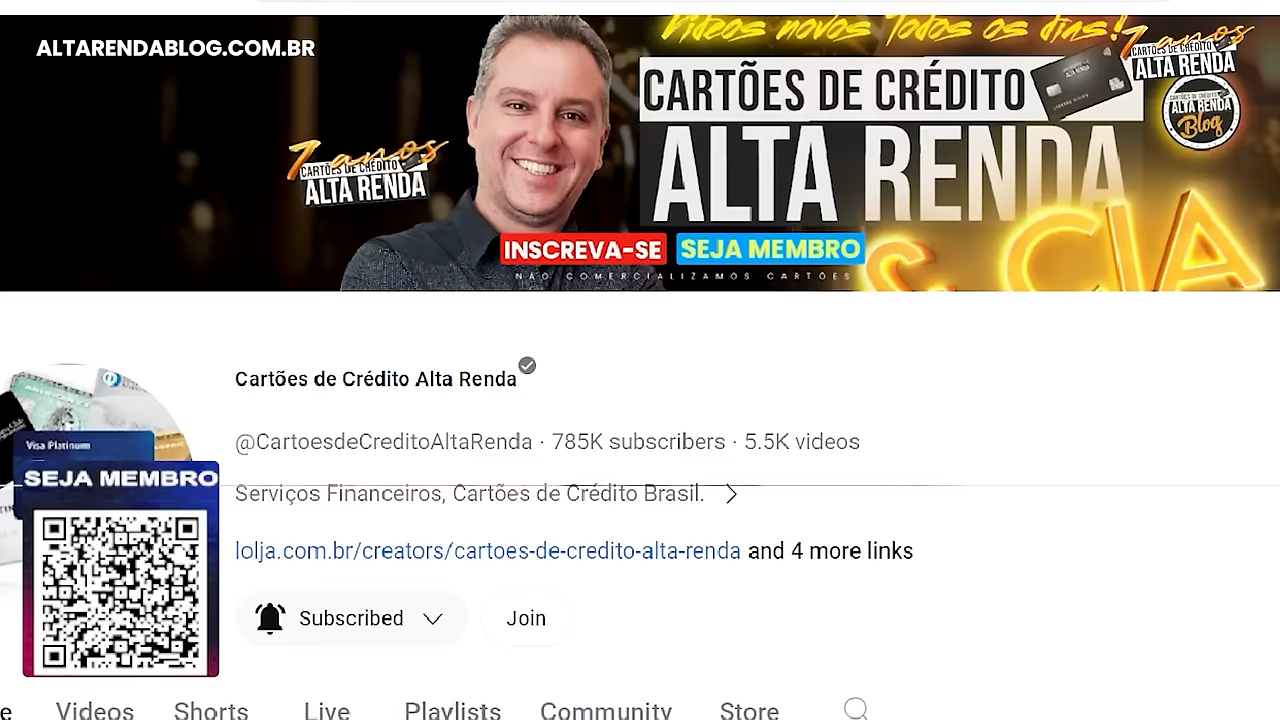 ALTARENDABLOG.COM.BR
Vídeos novos Todos os dias!
7 anos
CARTÕES DE CRÉDITO
ALTA RENDA
CARTÕES DE CRÉDITO
ALTA RENDA
& CIA
7 anos
CARTÕES DE CRÉDITO
ALTA RENDA
CARTÕES DE CRÉDITO
ALTA RENDA
Blog
INSCREVA-SE
SEJA MEMBRO
NÃO COMERCIALIZAMOS CARTÕES
Cartões de Crédito Alta Renda
@CartoesdeCreditoAltaRenda · 785K subscribers · 5.5K videos
Visa Platinum
SEJA MEMBRO
Serviços Financeiros, Cartões de Crédito Brasil.
lolja.com.br/creators/cartoes-de-credito-alta-renda and 4 more links
Subscribed
Join
e Videos Shorts Live Playlists Community Store